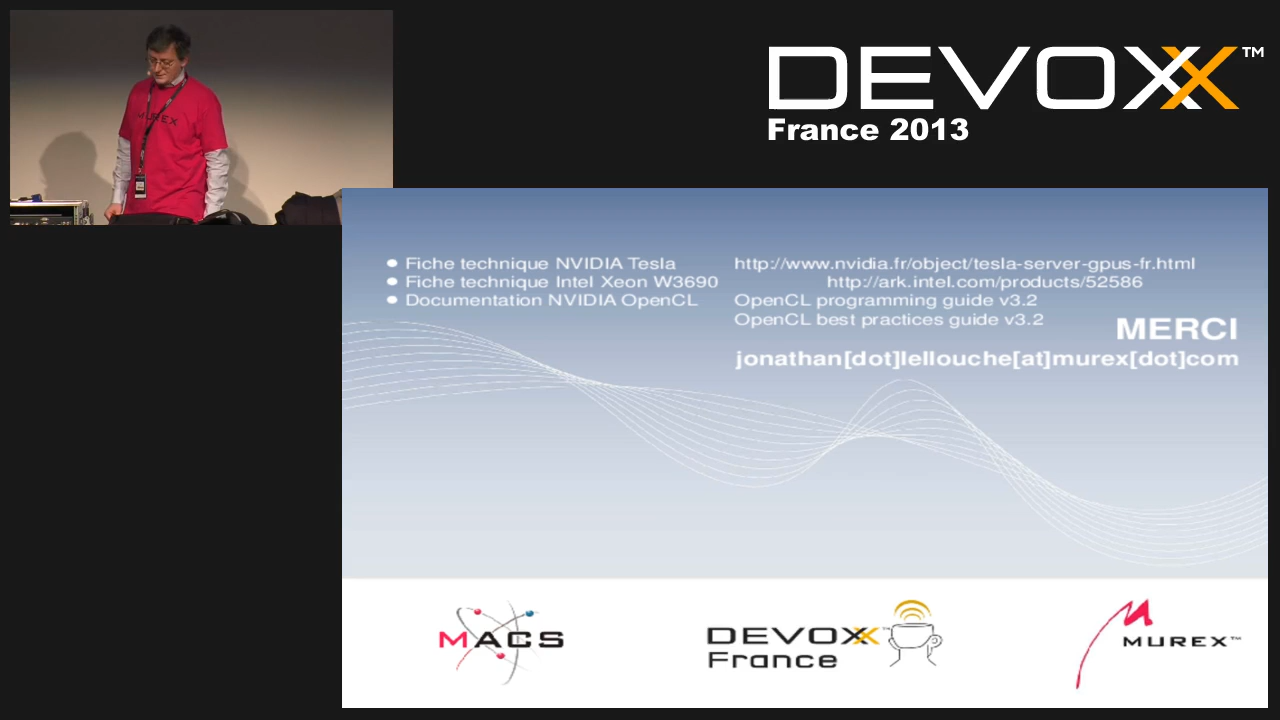 MUREX
DEVOXX™
France 2013
● Fiche technique NVIDIA Tesla http://www.nvidia.fr/object/tesla-server-gpus-fr.html
● Fiche technique Intel Xeon W3690 http://ark.intel.com/products/52586
● Documentation NVIDIA OpenCL OpenCL programming guide v3.2
OpenCL best practices guide v3.2
MERCI
jonathan[dot]lellouche[at]murex[dot]com
MACS
DEVOXX™
France
MUREX™